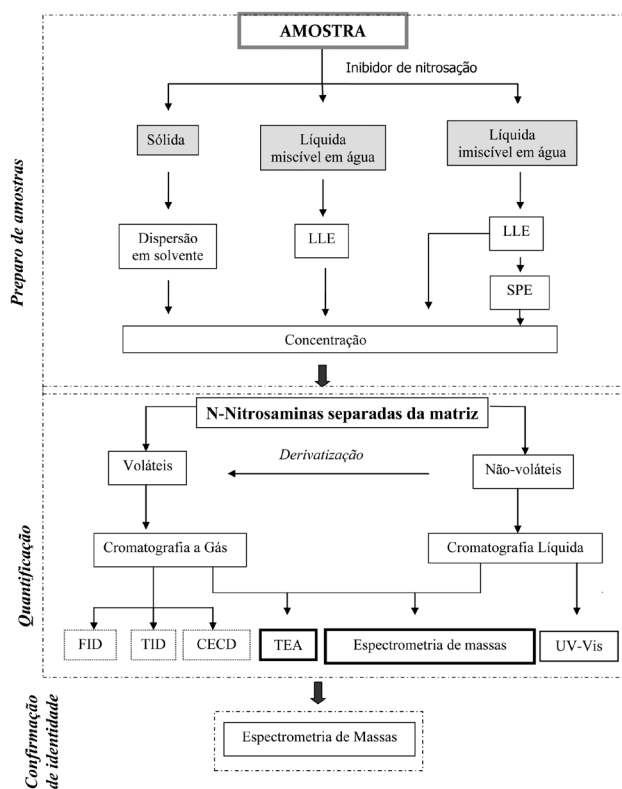 AMOSTRA
Inibidor de nitrosação
Sólida
Líquida
miscível em água
Líquida
imiscível em água
Dispersão
em solvente
LLE
LLE
SPE
Concentração
Preparo de amostras
N-Nitrosaminas separadas da matriz
Voláteis
Derivatização
Não-voláteis
Cromatografia a Gás
Cromatografia Líquida
FID
TID
CECD
TEA
Espectrometria de massas
UV-Vis
Quantificação
Espectrometria de Massas
Confirmação
de identidade